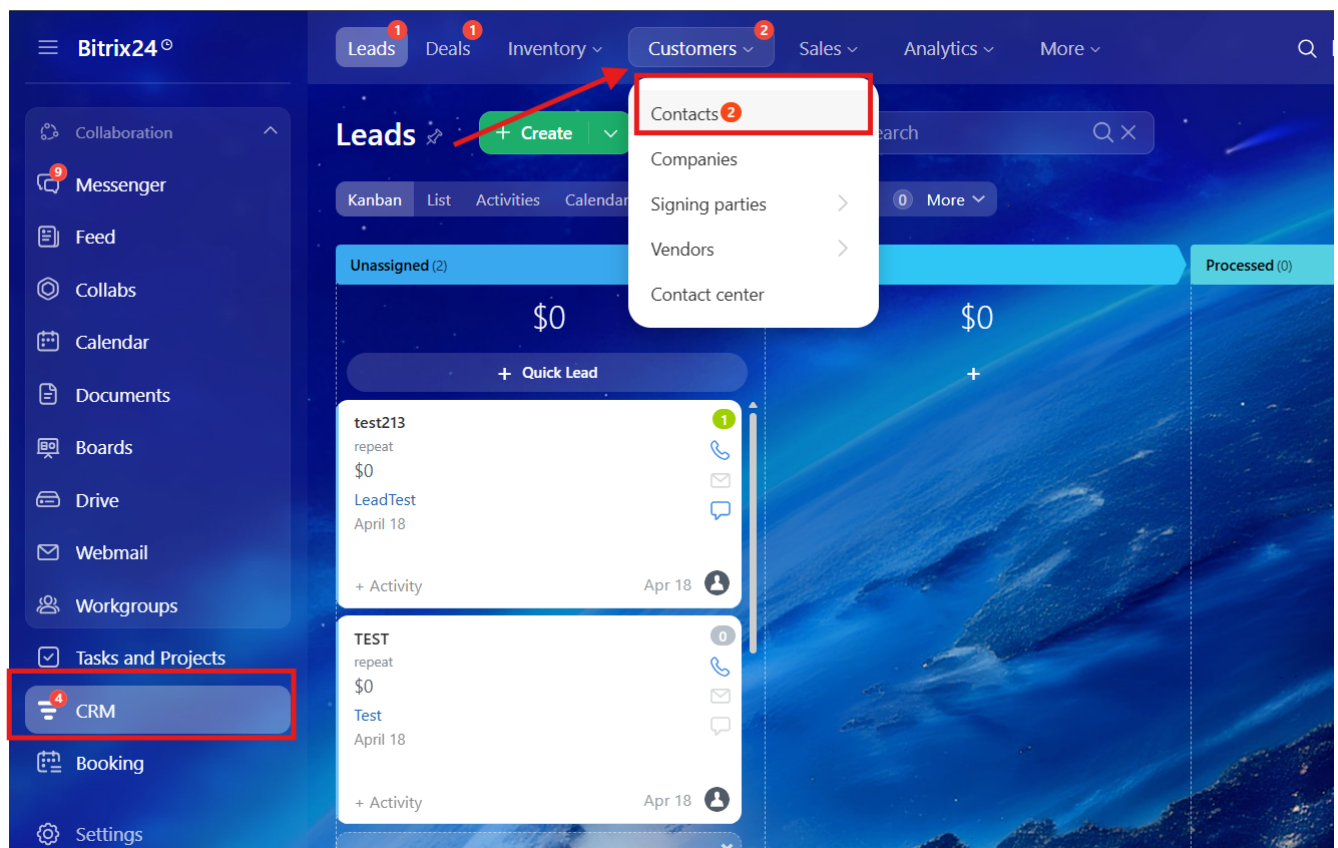 Bitrix24
Leads 1
Deals 1
Inventory
Customers 2
Sales
Analytics
More
Collaboration
Messenger 9
Feed
Collabs
Calendar
Documents
Boards
Drive
Webmail
Workgroups
Tasks and Projects
CRM 4
Booking
Settings
Leads
+ Create
earch
Contacts 2
Companies
Signing parties
Vendors
Contact center
Kanban
List
Activities
Calendar
0 More
Unassigned (2)
Processed (0)
$0
$0
+ Quick Lead
+
test213
1
repeat
$0
LeadTest
April 18
+ Activity
Apr 18
TEST
0
repeat
$0
Test
April 18
+ Activity
Apr 18